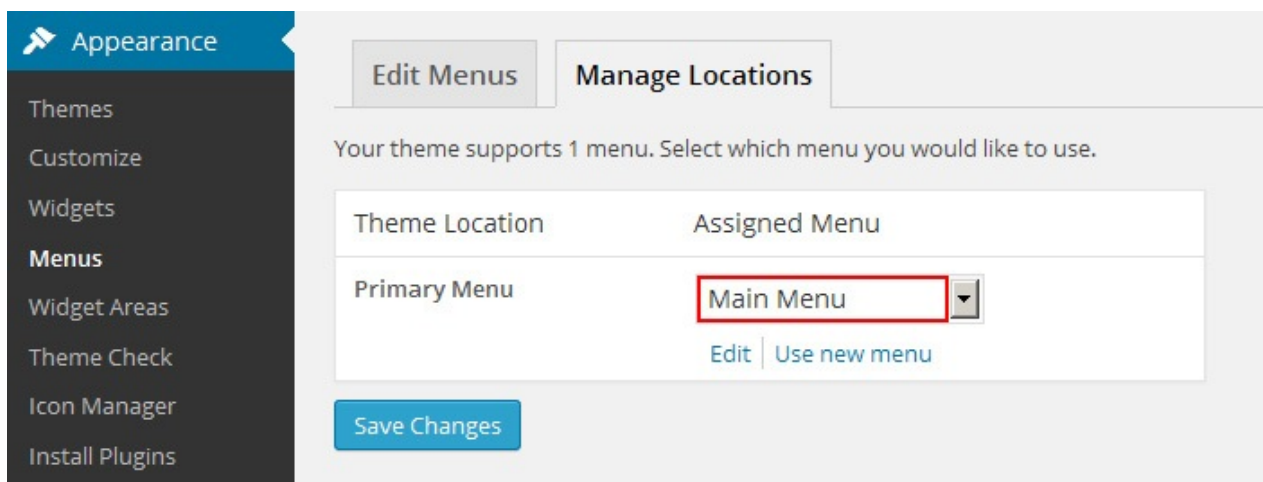 Appearance
Themes
Customize
Widgets
Menus
Widget Areas
Theme Check
Icon Manager
Install Plugins
Edit Menus Manage Locations
Your theme supports 1 menu. Select which menu you would like to use.
Theme Location Assigned Menu
Primary Menu Main Menu
Edit Use new menu
Save Changes